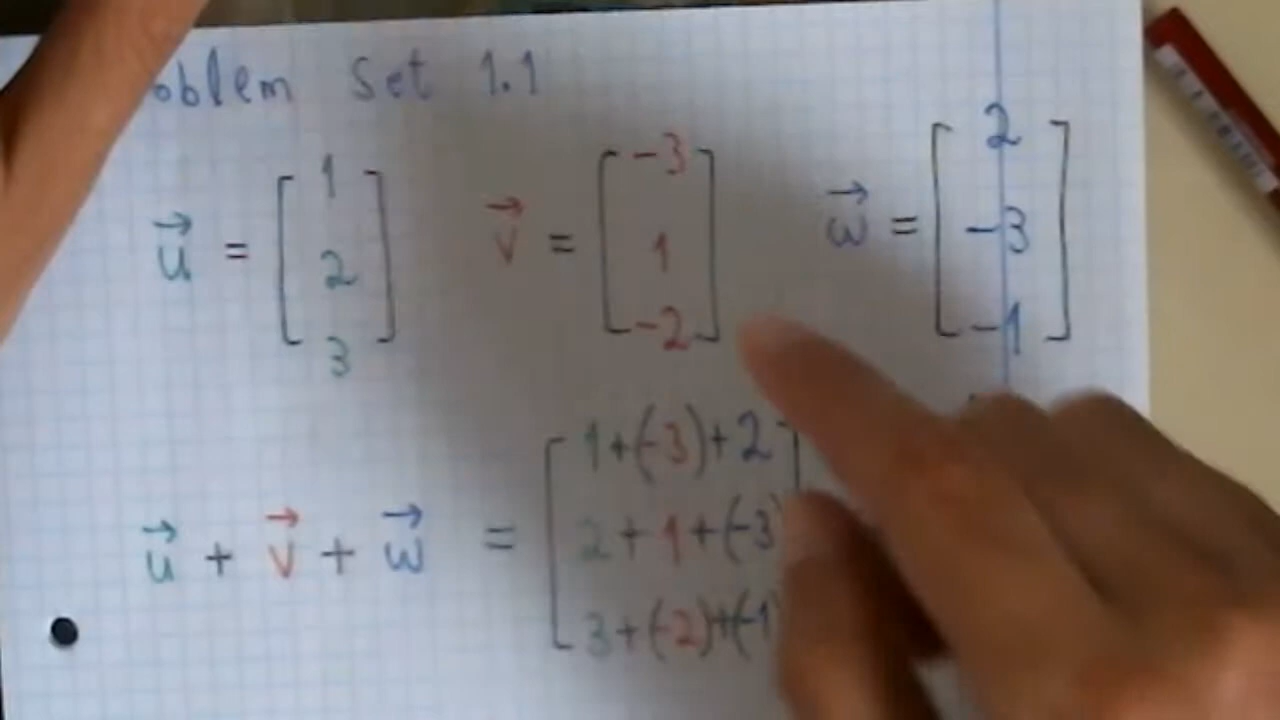 oblem Set 1.1
u⃗ = [1 2 3] v⃗ = [-3 1 -2] w⃗ = [2 -3 -1]
u⃗ + v⃗ + w⃗ = [1+(-3)+2
2+1+(-3)
3+(-2)+(-1